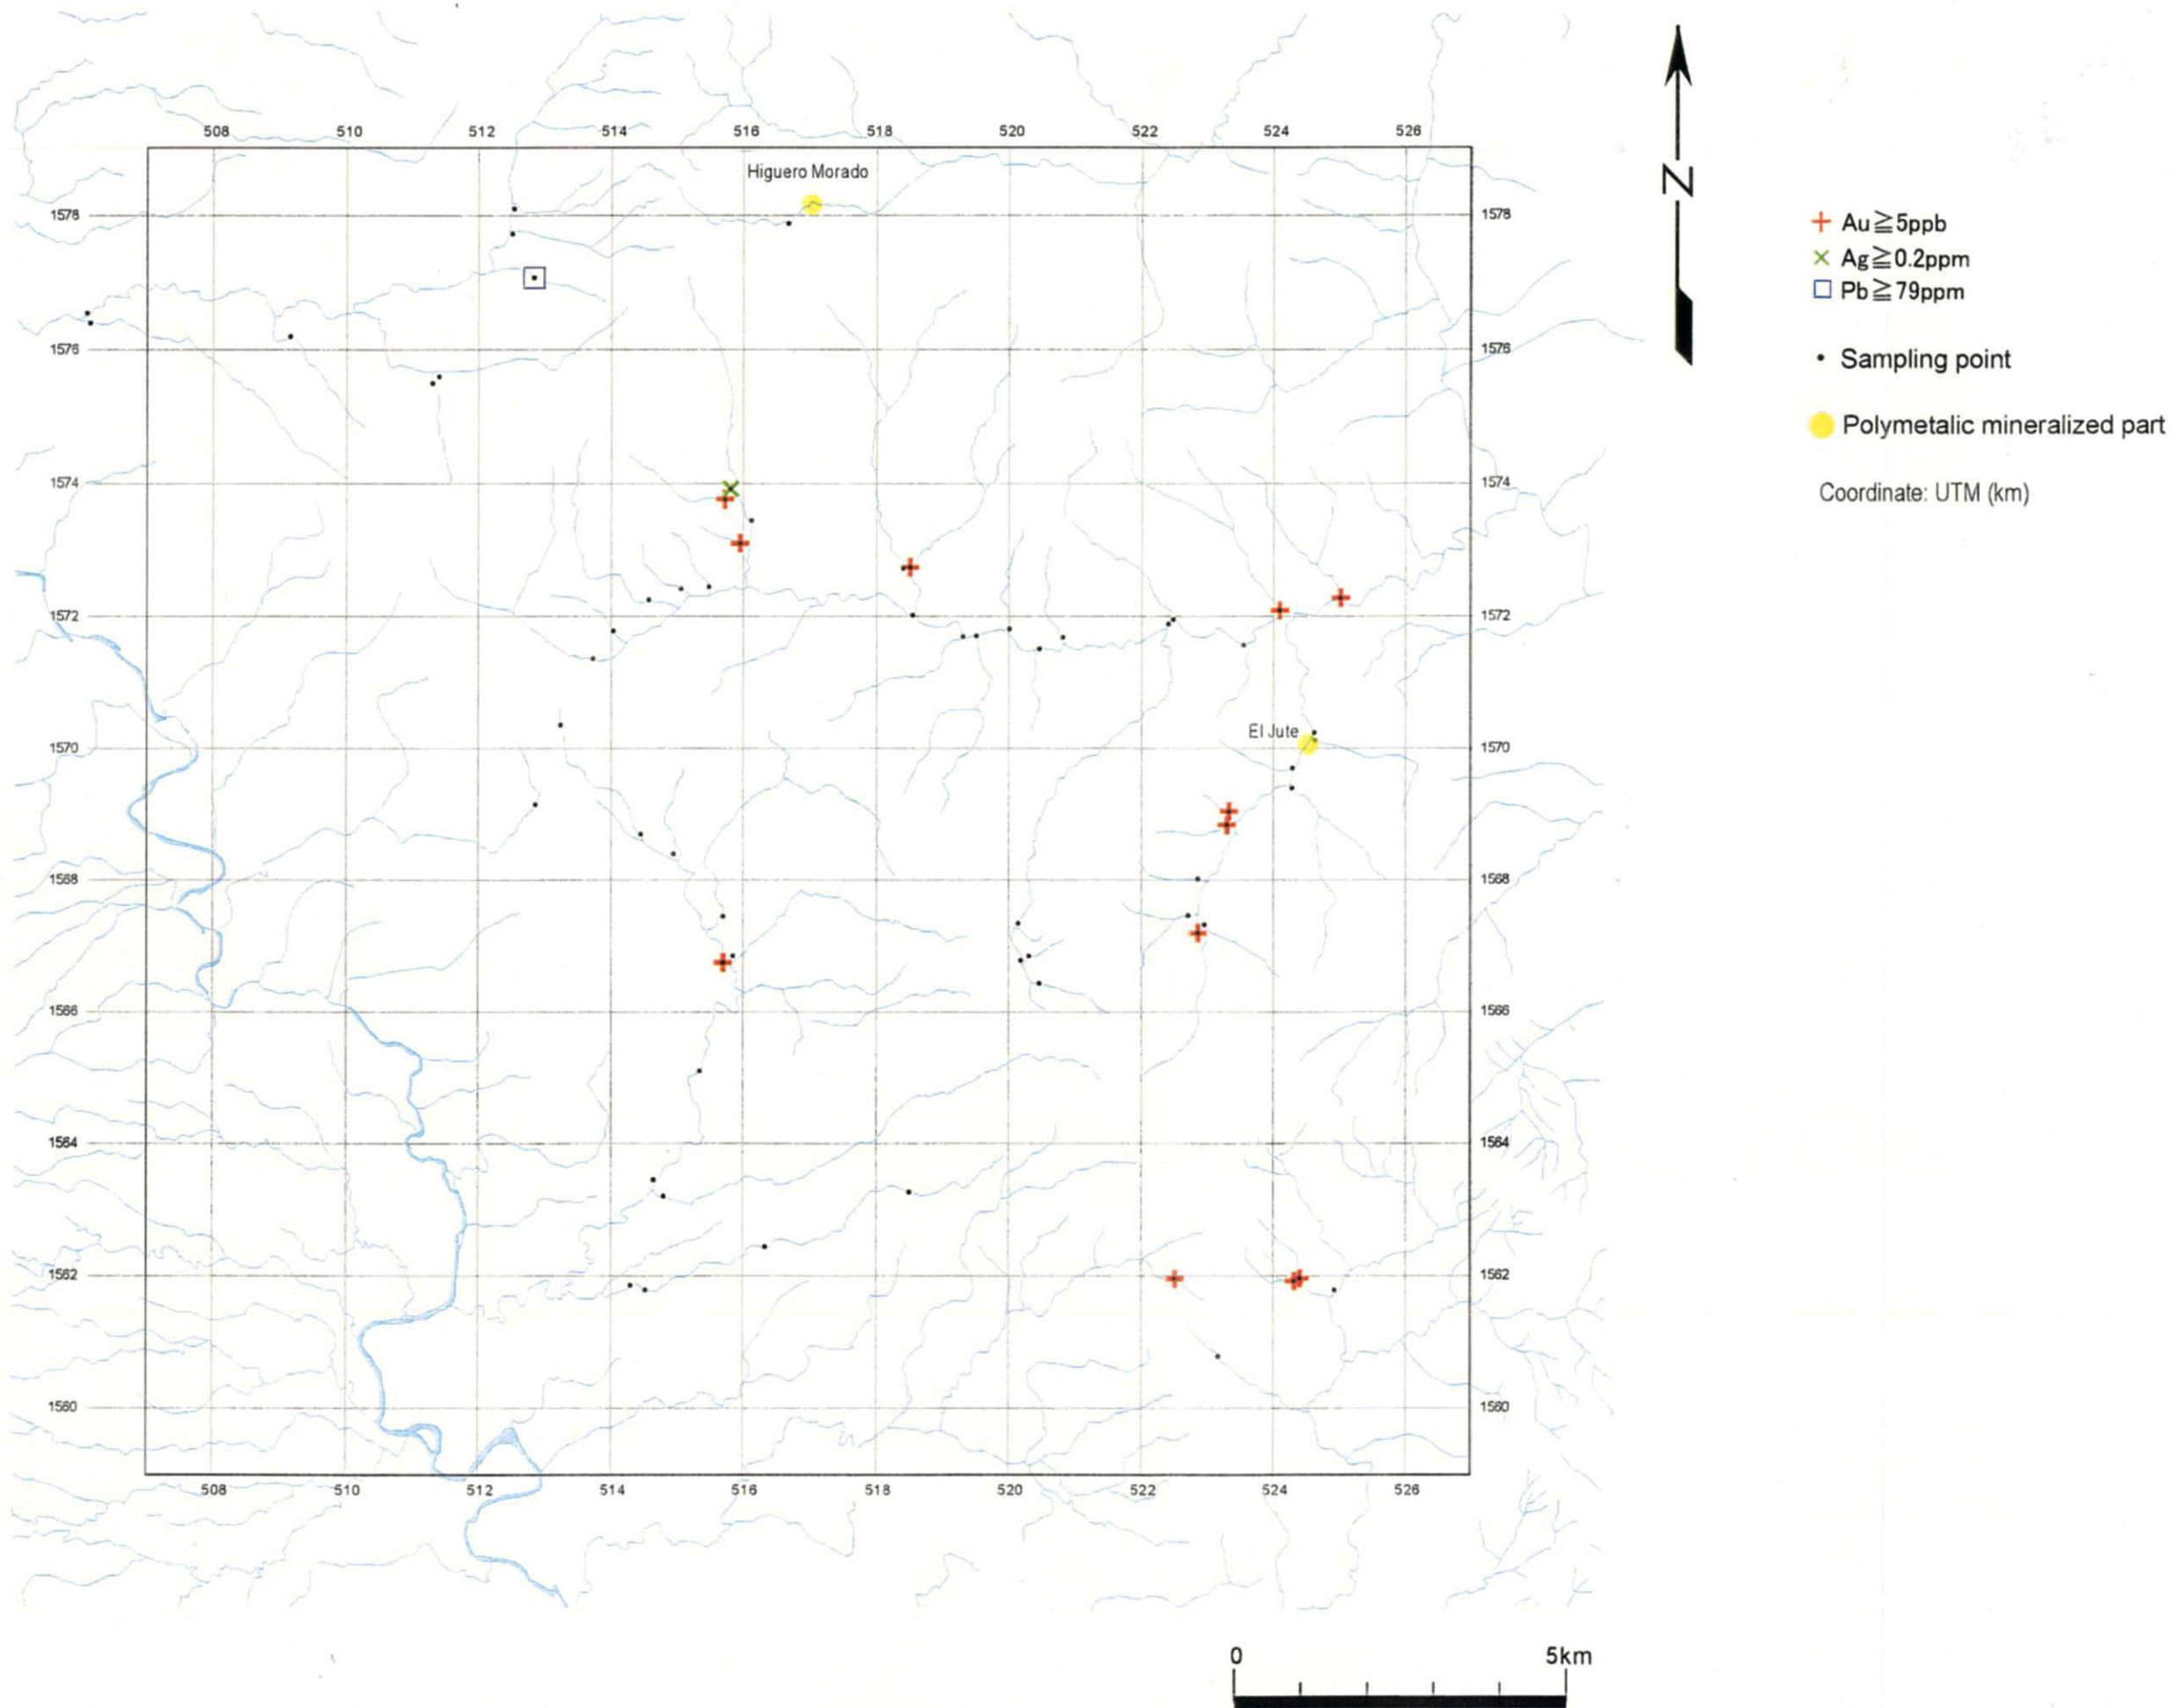 508 510 512 514 516 518 520 522 524 526
Higuero Morado
1578 1578
1576 1576
1574 1574
1572 1572
El Jute
1570 1570
1568 1568
1566 1566
1564 1564
1562 1562
1560 1560
508 510 512 514 516 518 520 522 524 526
N
Au≧5ppb
Ag≧0.2ppm
Pb≧79ppm
Sampling point
Polymetalic mineralized part
Coordinate: UTM (km)
0 5km